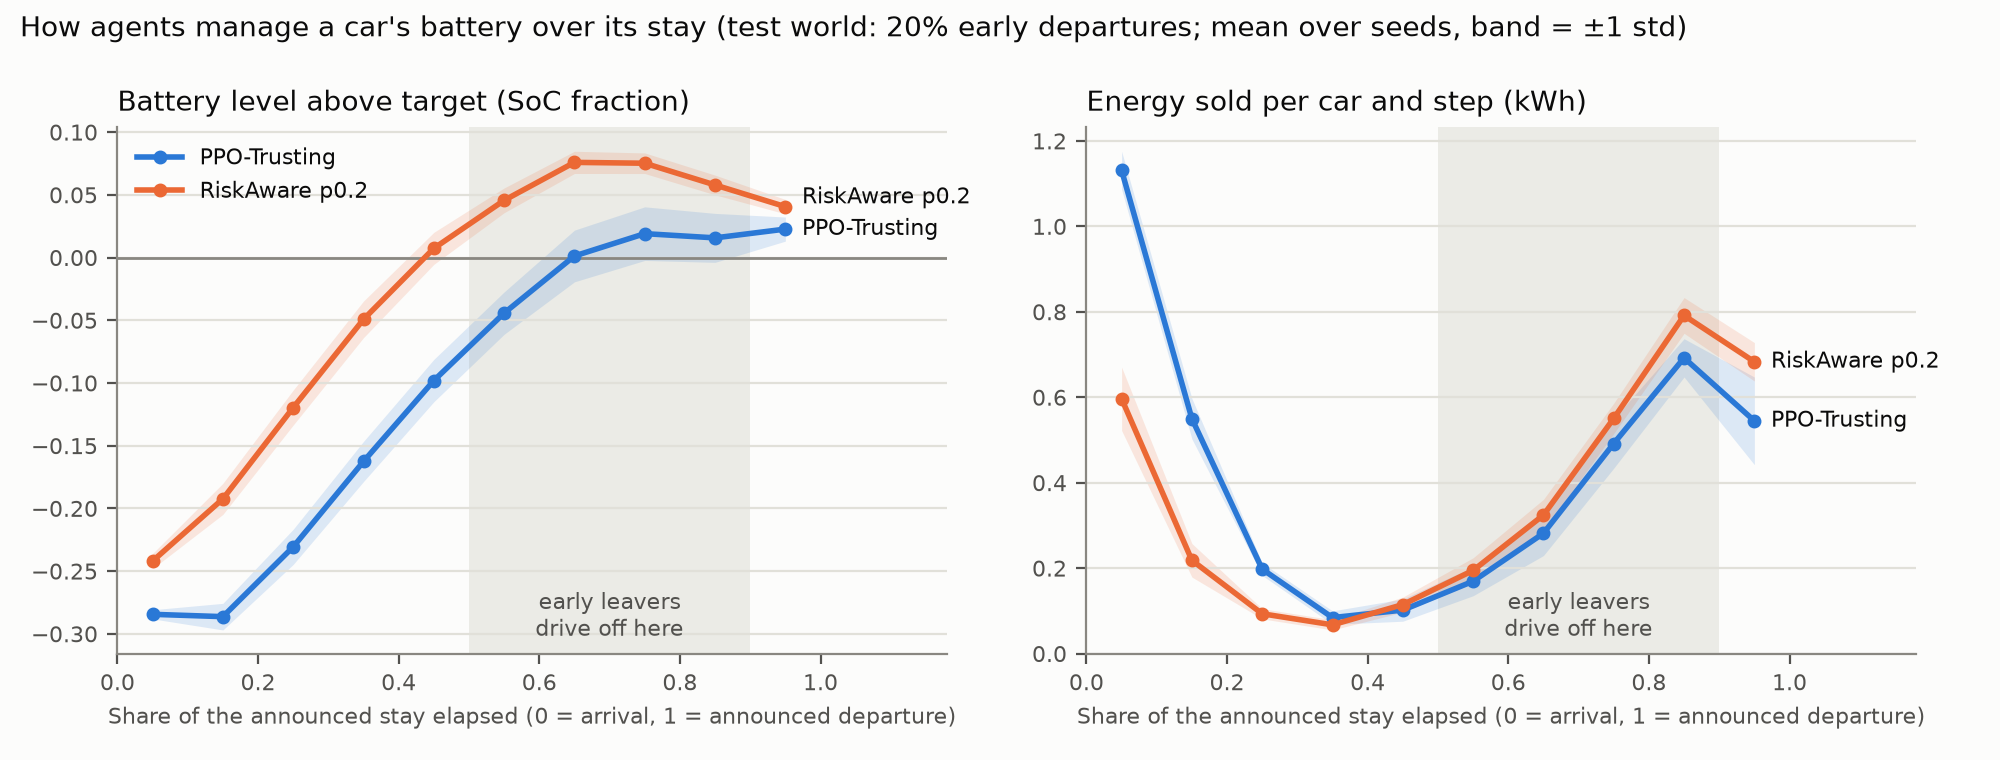 How agents manage a car's battery over its stay (test world: 20% early departures; mean over seeds, band = ±1 std)
Battery level above target (SoC fraction)
0.10
0.05
0.00
−0.05
−0.10
−0.15
−0.20
−0.25
−0.30
PPO-Trusting
RiskAware p0.2
RiskAware p0.2
PPO-Trusting
early leavers
drive off here
0.0 0.2 0.4 0.6 0.8 1.0
Share of the announced stay elapsed (0 = arrival, 1 = announced departure)
Energy sold per car and step (kWh)
1.2
1.0
0.8
0.6
0.4
0.2
0.0
RiskAware p0.2
PPO-Trusting
early leavers
drive off here
0.0 0.2 0.4 0.6 0.8 1.0
Share of the announced stay elapsed (0 = arrival, 1 = announced departure)